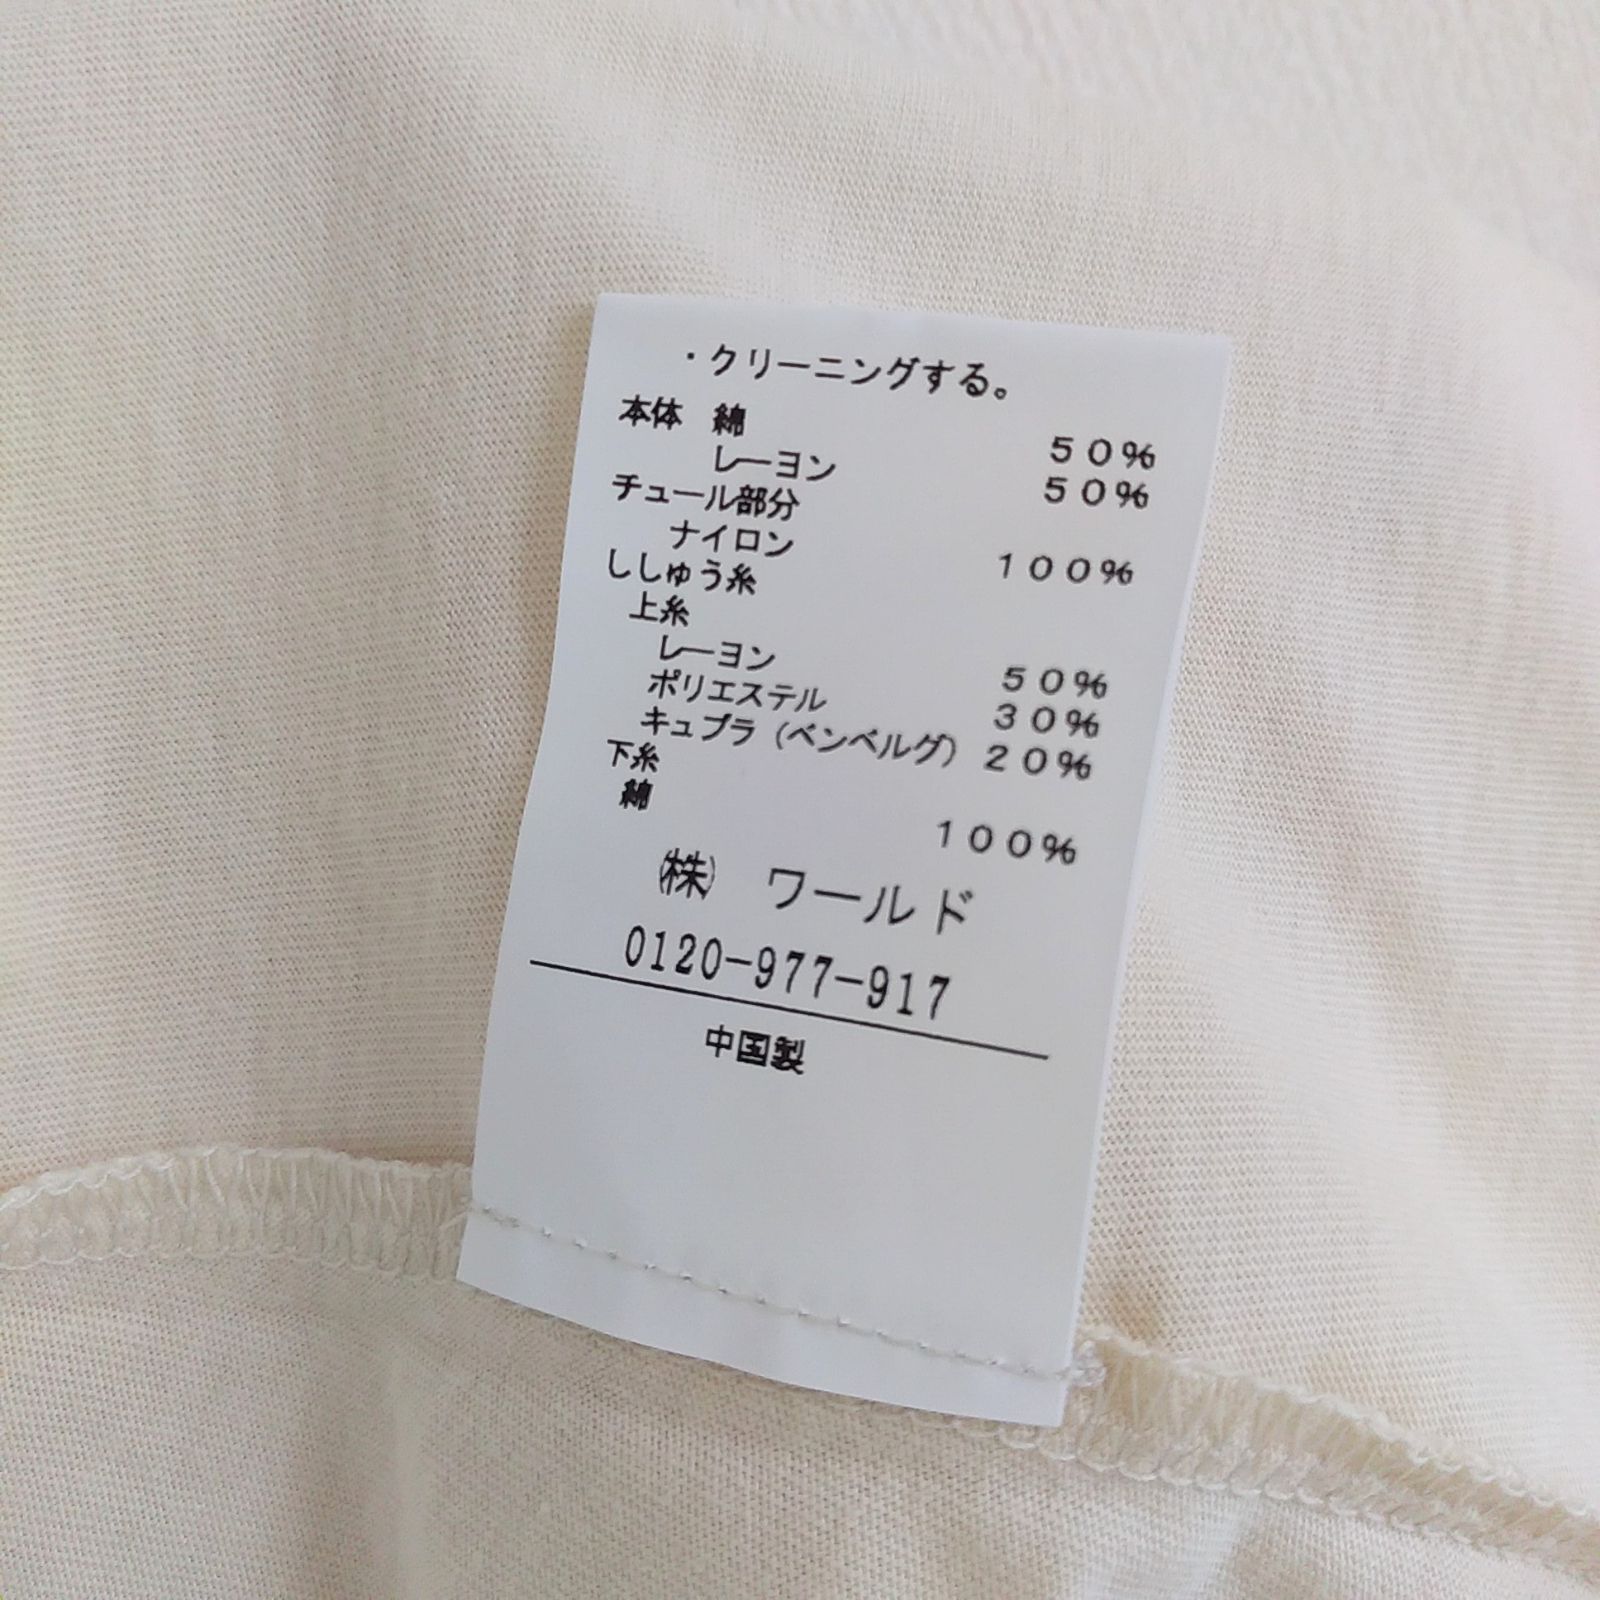 ・クリーニングする。
本体 綿 50%
レーヨン 50%
チュール部分
ナイロン 100%
ししゅう糸
上糸
レーヨン 50%
ポリエステル 30%
キュプラ（ベンベルグ） 20%
下糸
綿 100%
㈱ ワールド
0120-977-917
中国製